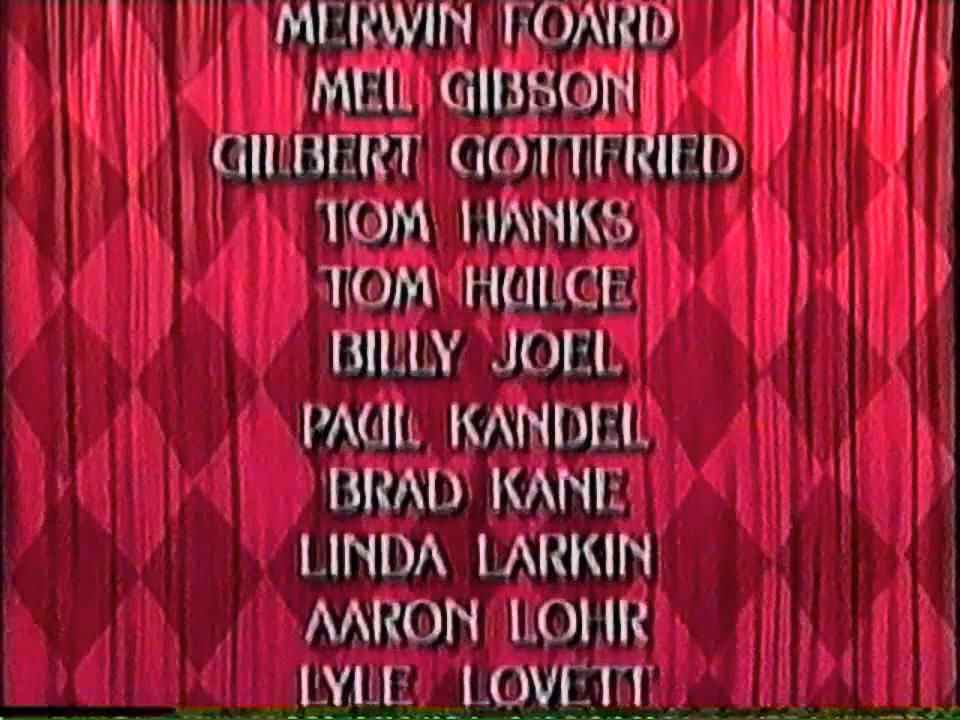 MERWIN FOARD
MEL GIBSON
GILBERT GOTTFRIED
TOM HANKS
TOM HULCE
BILLY JOEL
PAUL KANDEL
BRAD KANE
LINDA LARKIN
AARON LOHR
LYLE LOVETT